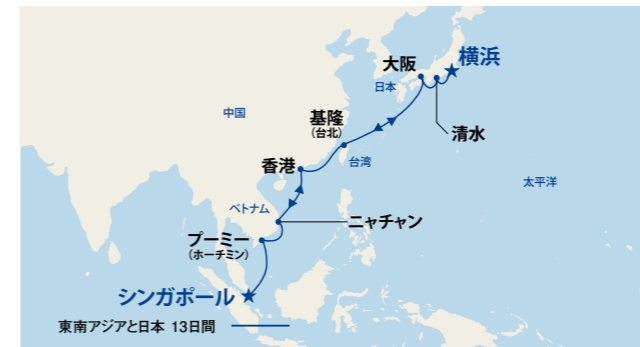 横浜
大阪
日本
中国
基隆
(台北)
清水
台湾
香港
太平洋
ベトナム
ニャチャン
プーミー
(ホーチミン)
シンガポール
東南アジアと日本 13日間